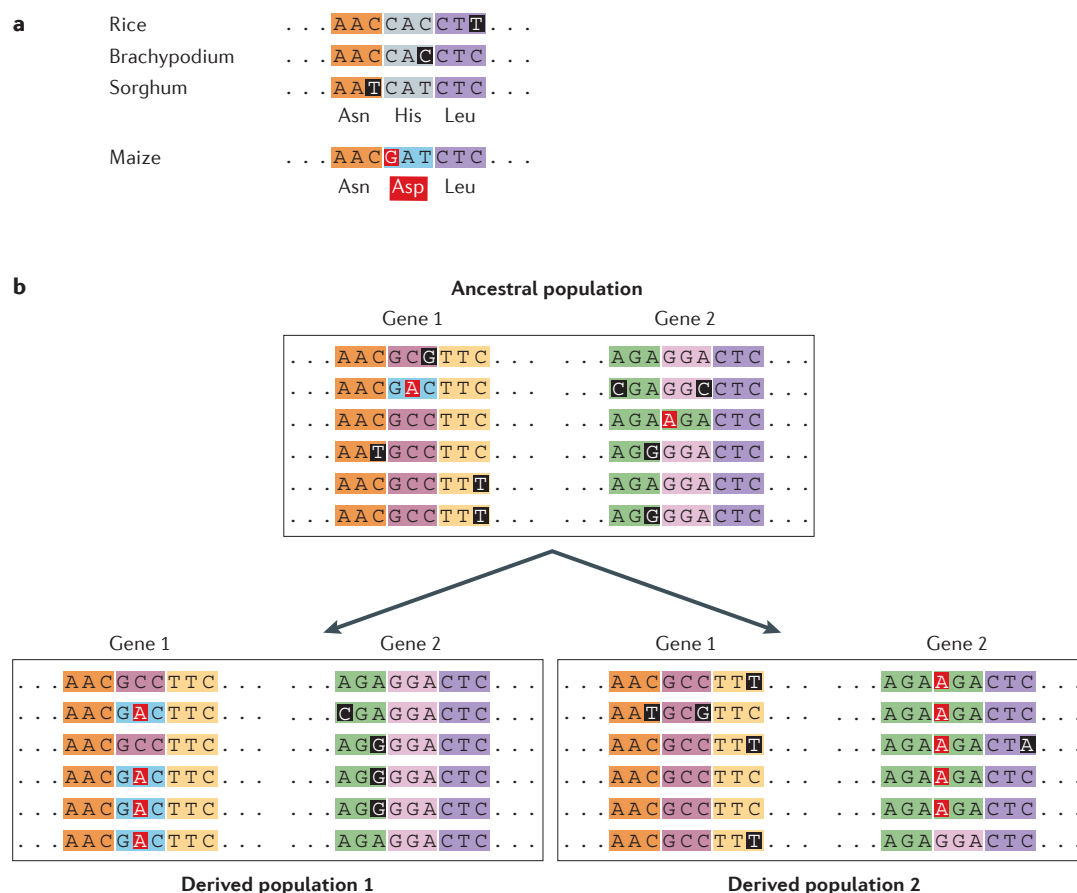 a
Rice ... AACCACCTT...
Brachypodium ... AACCACCTC...
Sorghum ... AATCATCTC...
Asn His Leu
Maize ... AACGATCTC...
Asn Asp Leu
b
Ancestral population
Gene 1 Gene 2
...AACGCGTTC... ...AGAGGACTC...
...AACGACTTC... ...CGAGGCCTC...
...AACGCCTTC... ...AGAAGACTC...
...AATGCCTTC... ...AGGGGACTC...
...AACGCCTTT... ...AGAGGACTC...
...AACGCCTTT... ...AGGGGACTC...
Gene 1 Gene 2
...AACGCCTTC... ...AGAGGACTC...
...AACGACTTC... ...CGAGGACTC...
...AACGCCTTC... ...AGGGGACTC...
...AACGACTTC... ...AGGGGACTC...
...AACGACTTC... ...AGGGGACTC...
...AACGACTTC... ...AGAGGACTC...
Derived population 1
Gene 1 Gene 2
...AACGCCTTT... ...AGAAGACTC...
...AATGCGTTC... ...AGAAGACTC...
...AACGCCTTT... ...AGAAGACTA...
...AACGCCTTC... ...AGAAGACTC...
...AACGCCTTC... ...AGAAGACTC...
...AACGCCTTT... ...AGAGGACTC...
Derived population 2